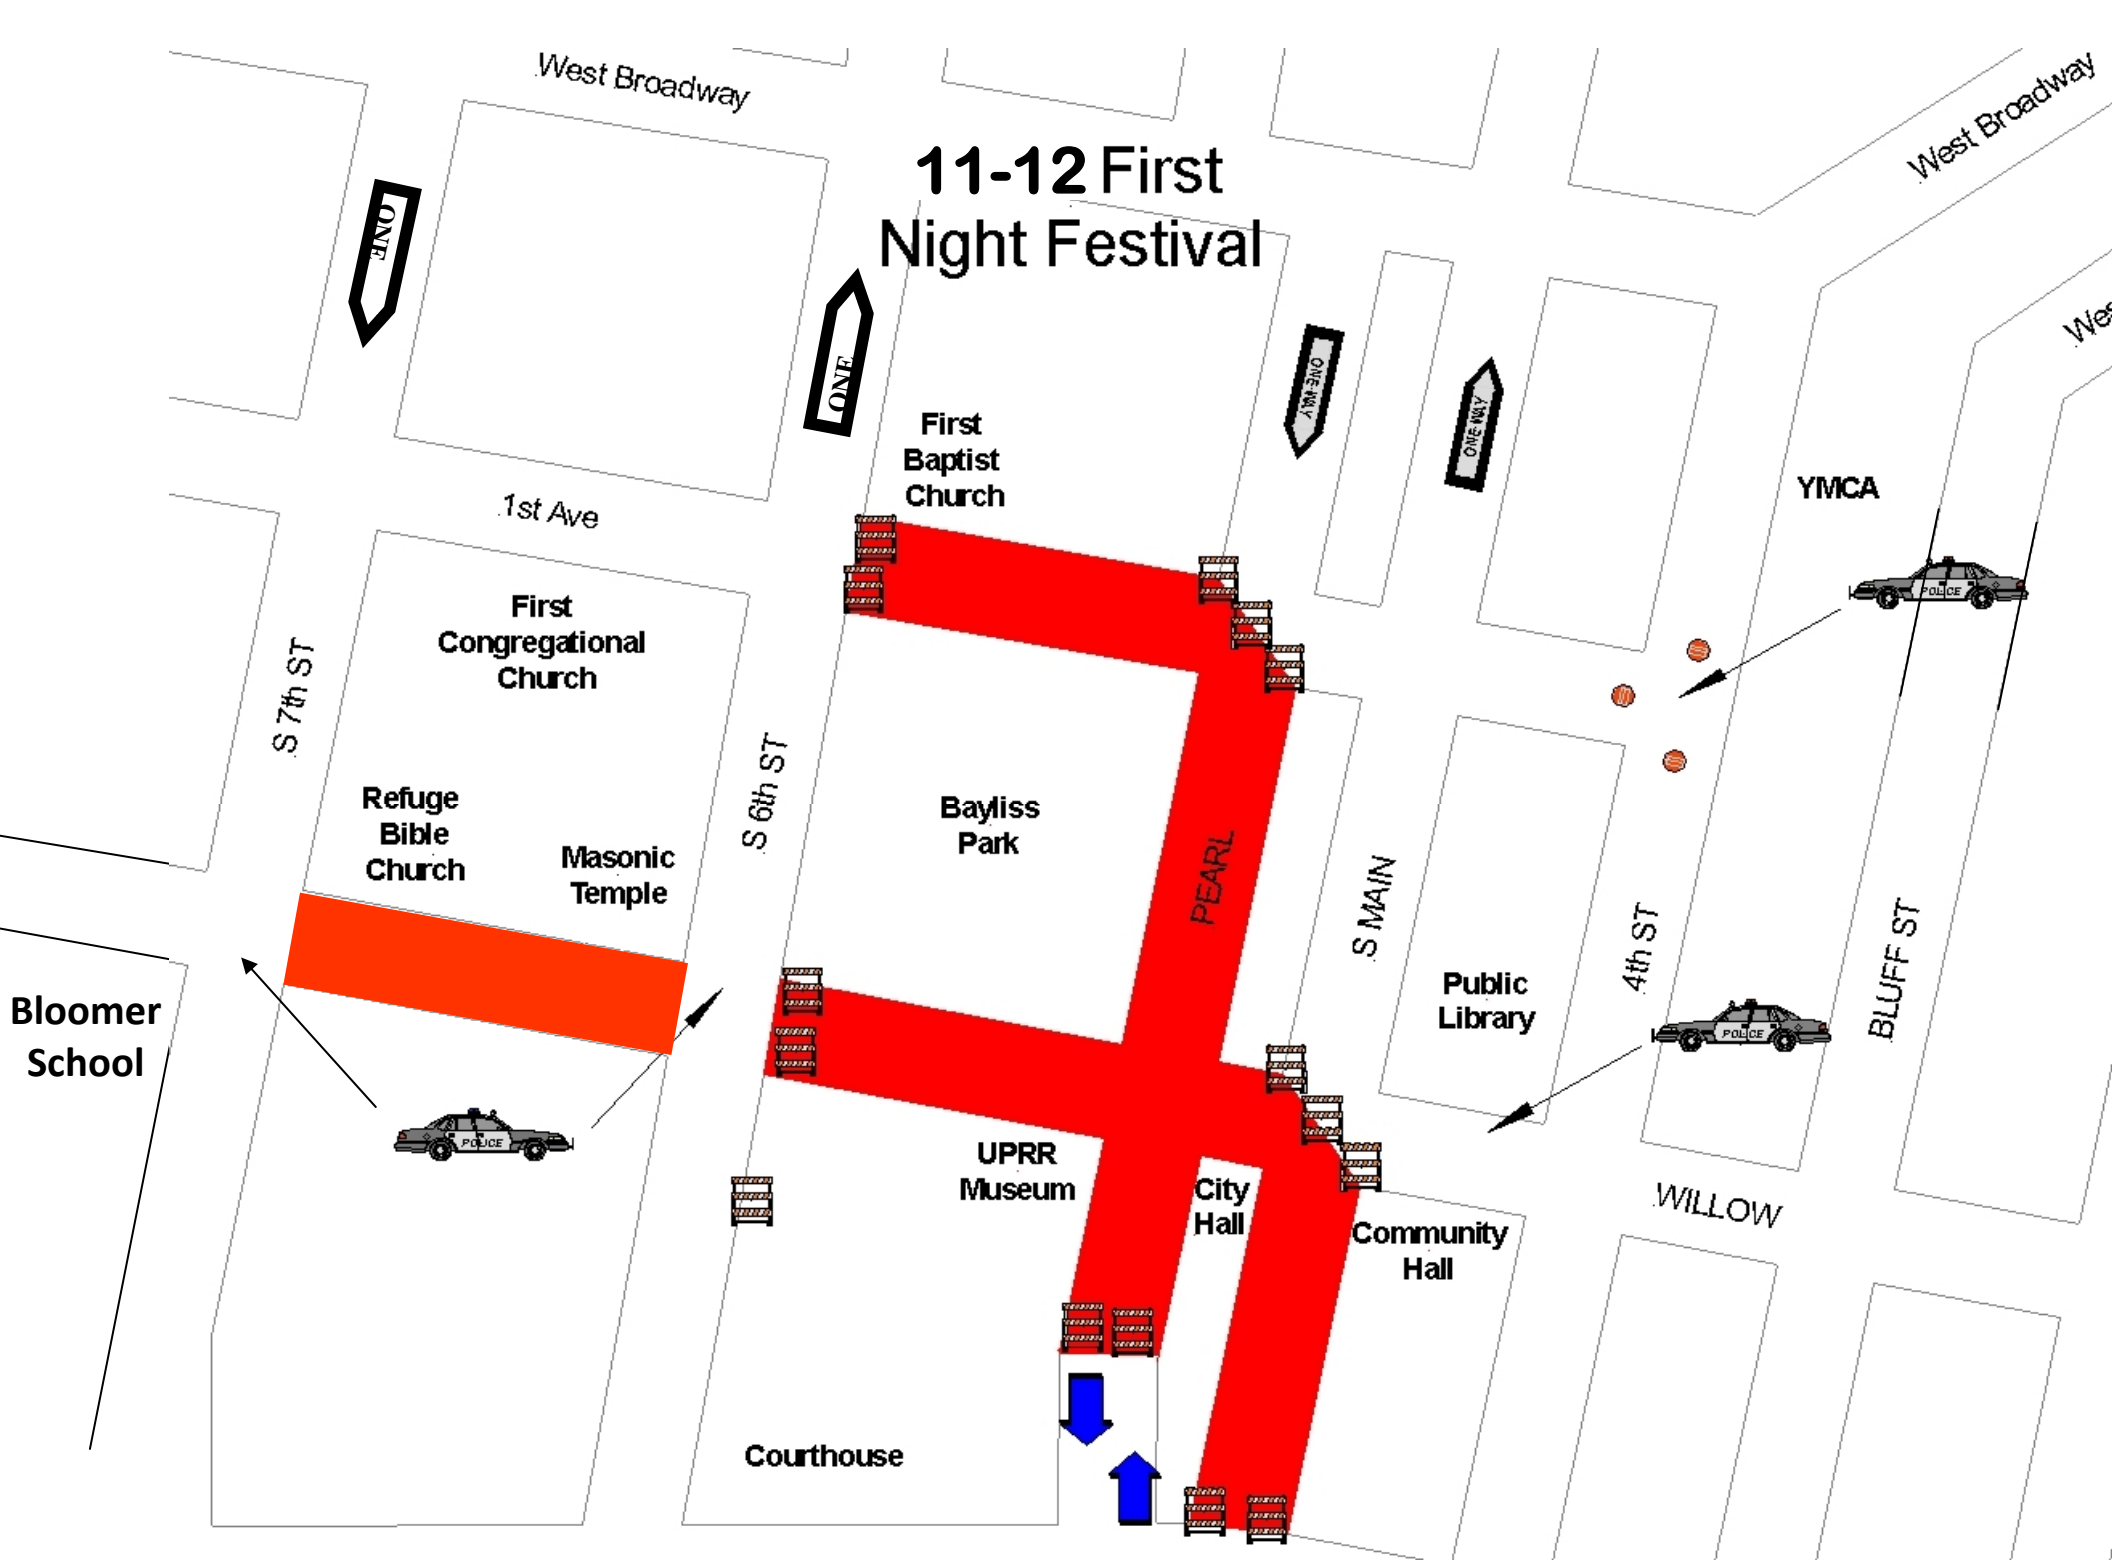 West Broadway
West Broadway
11-12 First
Night Festival
ONE
ONE
ONE WAY
ONE WAY
First
Baptist
Church
YMCA
1st Ave
POLICE
First
Congregational
Church
S 7th ST
S 6th ST
Refuge
Bible
Church
Masonic
Temple
Bayliss
Park
PEARL
S MAIN
4th ST
BLUFF ST
Public
Library
POLICE
Bloomer
School
POLICE
UPRR
Museum
City
Hall
WILLOW
Community
Hall
Courthouse